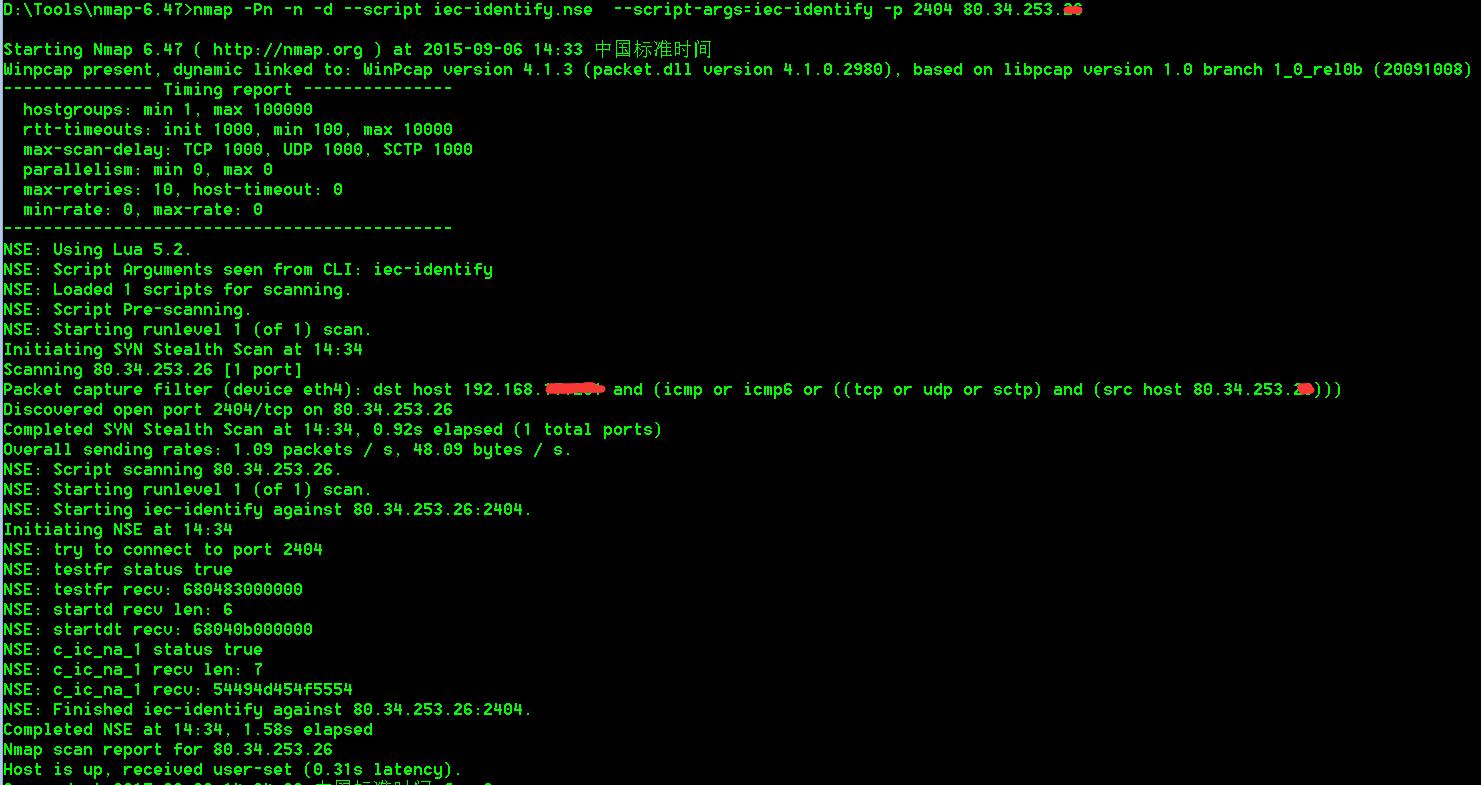 D:\Tools\nmap-6.47>nmap -Pn -n -d --script iec-identify.nse  --script-args=iec-identify -p 2404 80.34.253.
Starting Nmap 6.47 ( http://nmap.org ) at 2015-09-06 14:33 中国标准时间
Winpcap present, dynamic linked to: WinPcap version 4.1.3 (packet.dll version 4.1.0.2980), based on libpcap version 1.0 branch 1_0_rel0b (20091008)
--------------- Timing report ---------------
  hostgroups: min 1, max 100000
  rtt-timeouts: init 1000, min 100, max 10000
  max-scan-delay: TCP 1000, UDP 1000, SCTP 1000
  parallelism: min 0, max 0
  max-retries: 10, host-timeout: 0
  min-rate: 0, max-rate: 0
---------------------------------------------
NSE: Using Lua 5.2.
NSE: Script Arguments seen from CLI: iec-identify
NSE: Loaded 1 scripts for scanning.
NSE: Script Pre-scanning.
NSE: Starting runlevel 1 (of 1) scan.
Initiating SYN Stealth Scan at 14:34
Scanning 80.34.253.26 [1 port]
Packet capture filter (device eth4): dst host 192.168. and (icmp or icmp6 or ((tcp or udp or sctp) and (src host 80.34.253.2)))
Discovered open port 2404/tcp on 80.34.253.26
Completed SYN Stealth Scan at 14:34, 0.92s elapsed (1 total ports)
Overall sending rates: 1.09 packets / s, 48.09 bytes / s.
NSE: Script scanning 80.34.253.26.
NSE: Starting runlevel 1 (of 1) scan.
NSE: Starting iec-identify against 80.34.253.26:2404.
Initiating NSE at 14:34
NSE: try to connect to port 2404
NSE: testfr status true
NSE: testfr recv: 680483000000
NSE: startd recv len: 6
NSE: startdt recv: 68040b000000
NSE: c_ic_na_1 status true
NSE: c_ic_na_1 recv len: 7
NSE: c_ic_na_1 recv: 54494d454f5554
NSE: Finished iec-identify against 80.34.253.26:2404.
Completed NSE at 14:34, 1.58s elapsed
Nmap scan report for 80.34.253.26
Host is up, received user-set (0.31s latency).